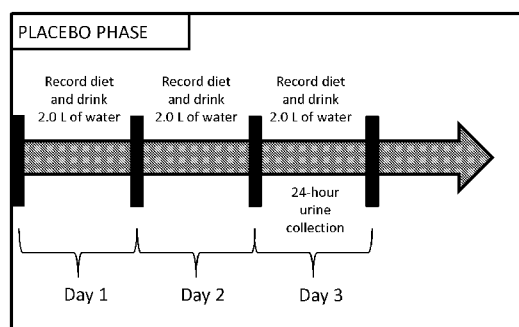 PLACEBO PHASE
Record diet
and drink
2.0 L of water
Record diet
and drink
2.0 L of water
Record diet
and drink
2.0 L of water
24-hour
urine
collection
Day 1
Day 2
Day 3